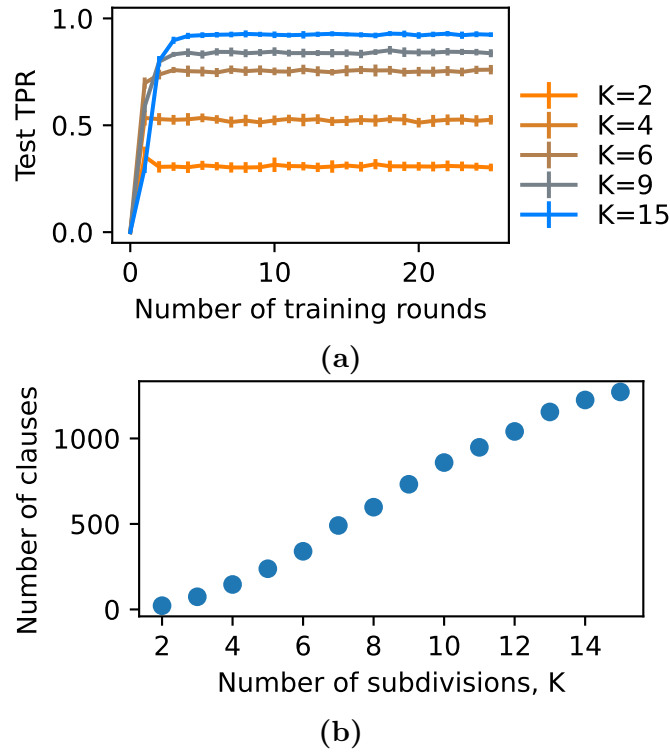 1.0
0.5
0.0
Test TPR
0
10
20
Number of training rounds
K=2
K=4
K=6
K=9
K=15
(a)
1000
500
0
Number of clauses
2
4
6
8
10
12
14
Number of subdivisions, K
(b)